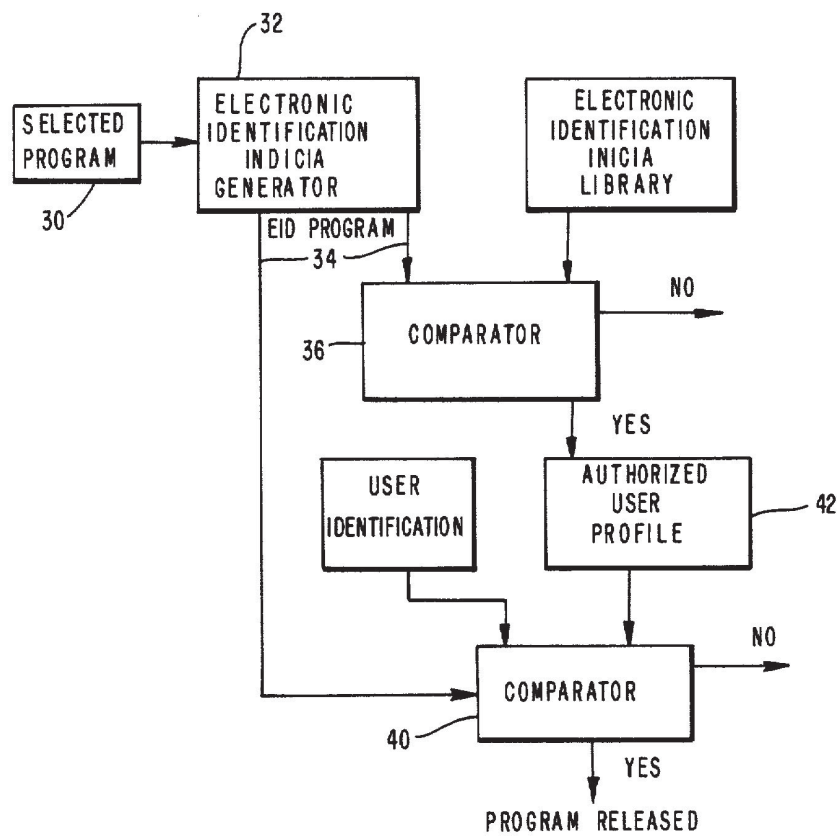 32
SELECTED
PROGRAM
30
ELECTRONIC
IDENTIFICATION
INDICIA
GENERATOR
ELECTRONIC
IDENTIFICATION
INICIA
LIBRARY
EID PROGRAM
34
COMPARATOR
36
NO
YES
USER
IDENTIFICATION
AUTHORIZED
USER
PROFILE
42
COMPARATOR
40
NO
YES
PROGRAM RELEASED